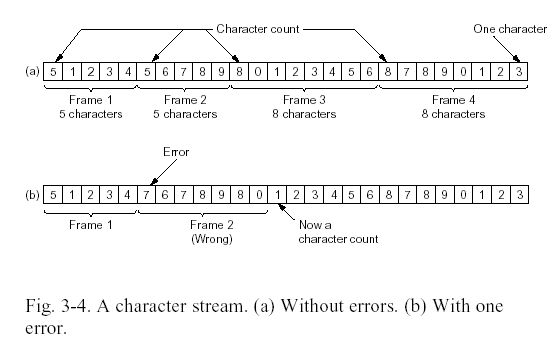 Character count
One character
(a) 5 1 2 3 4 5 6 7 8 9 8 0 1 2 3 4 5 6 8 7 8 9 0 1 2 3
Frame 1 Frame 2 Frame 3 Frame 4
5 characters 5 characters 8 characters 8 characters
Error
(b) 5 1 2 3 4 7 6 7 8 9 8 0 1 2 3 4 5 6 8 7 8 9 0 1 2 3
Frame 1 Frame 2 Now a
(Wrong) character count
Fig. 3-4. A character stream. (a) Without errors. (b) With one
error.